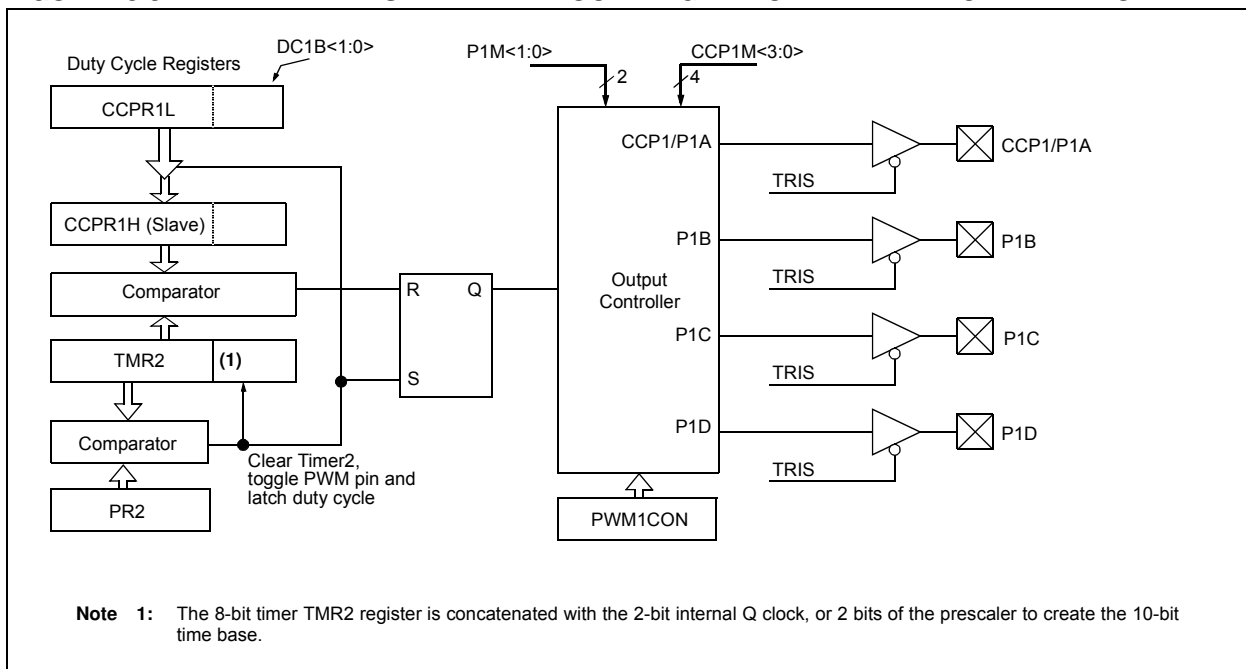 DC1B<1:0>
Duty Cycle Registers
CCPR1L
CCPR1H (Slave)
Comparator
TMR2
(1)
Comparator
PR2
Clear Timer2,
toggle PWM pin and
latch duty cycle
R
Q
S
P1M<1:0>
2
CCP1M<3:0>
4
Output
Controller
CCP1/P1A
P1B
P1C
P1D
PWM1CON
TRIS
CCP1/P1A
TRIS
P1B
TRIS
P1C
TRIS
P1D
Note 1: The 8-bit timer TMR2 register is concatenated with the 2-bit internal Q clock, or 2 bits of the prescaler to create the 10-bit
time base.